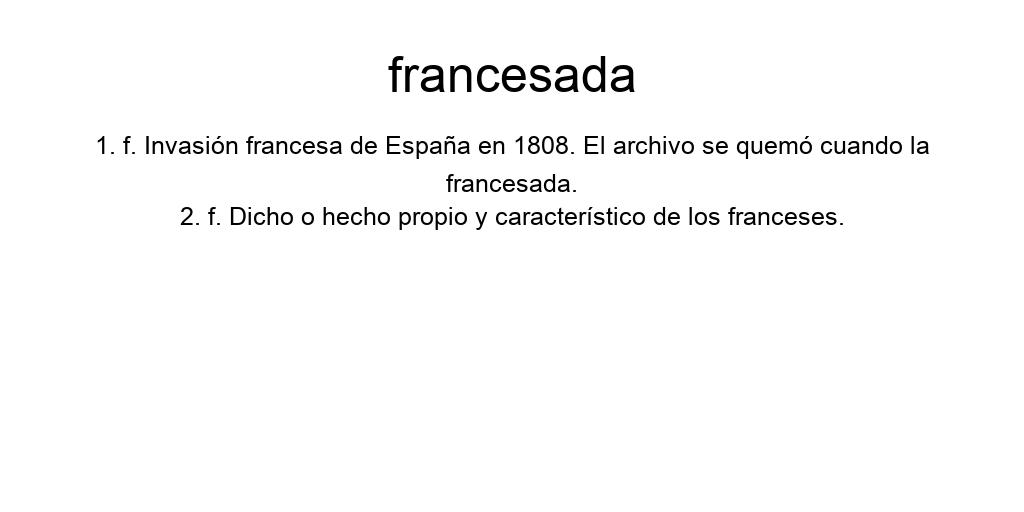 francesada
1. f. Invasión francesa de España en 1808. El archivo se quemó cuando la
francesada.
2. f. Dicho o hecho propio y característico de los franceses.